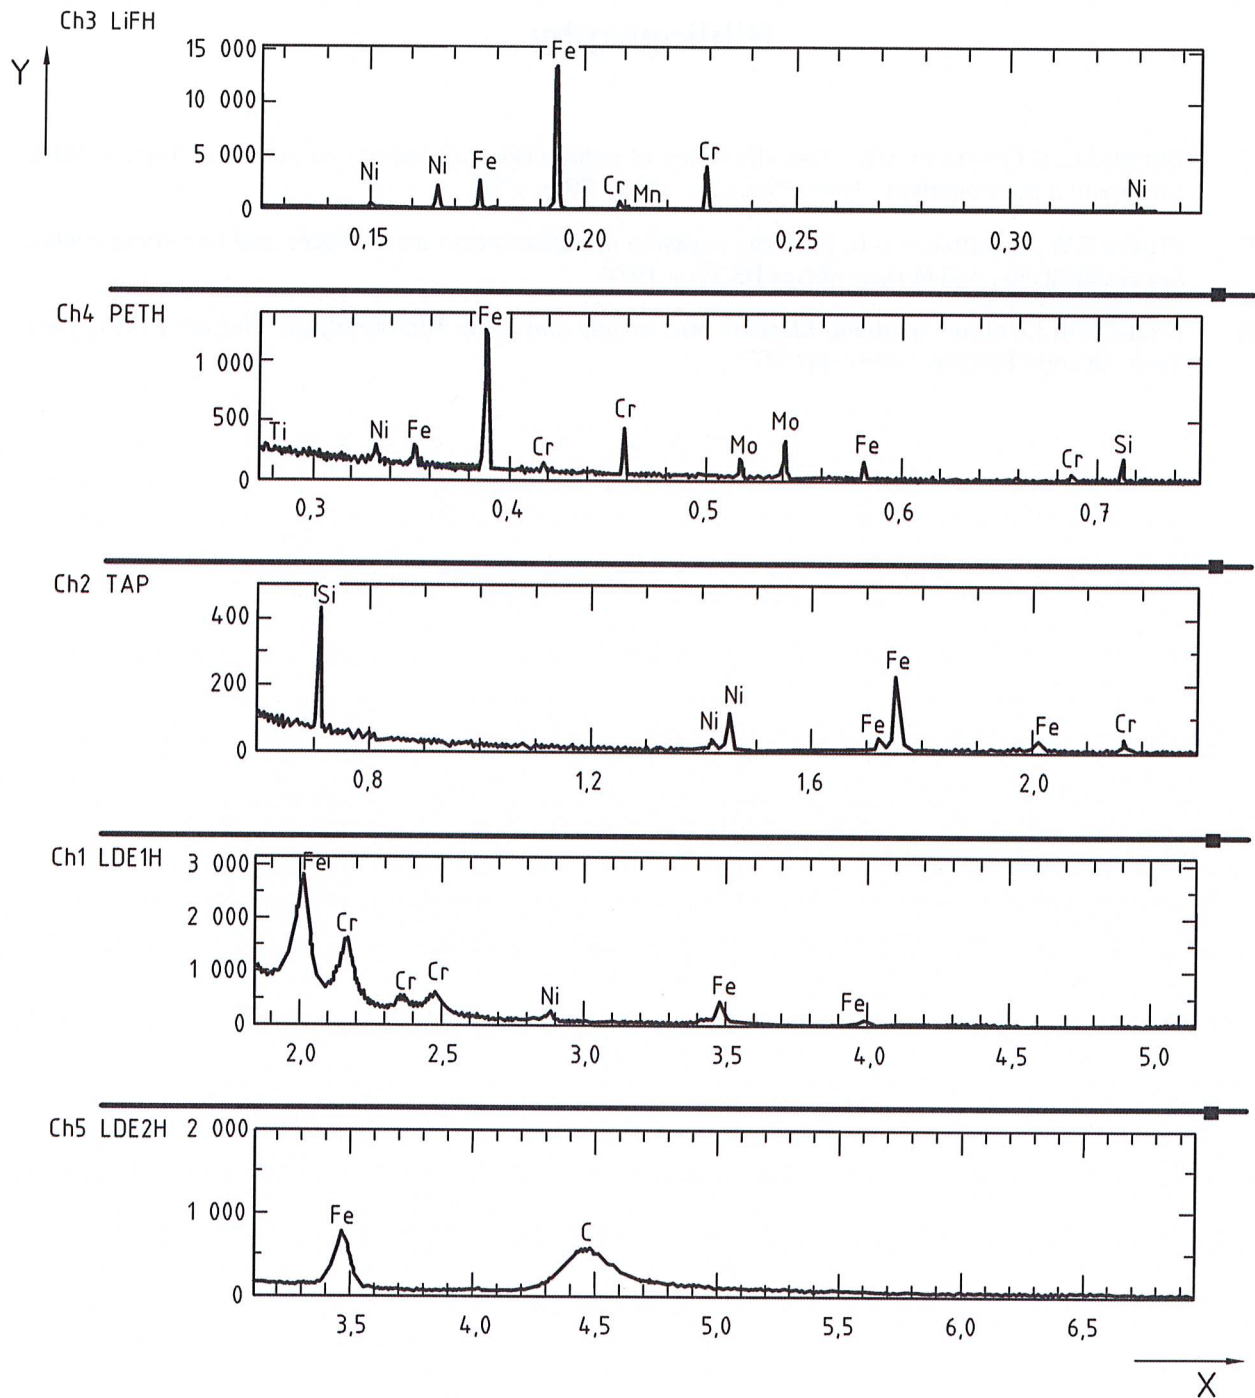 Ch3 LiFH
Y
15 000
10 000
5 000
0
Ni
Ni
Fe
Fe
Cr
Mn
Cr
Ni
0,15
0,20
0,25
0,30
Ch4 PETH
1 000
500
0
Ti
Ni
Fe
Fe
Cr
Cr
Mo
Mo
Fe
Cr
Si
0,3
0,4
0,5
0,6
0,7
Ch2 TAP
400
200
0
Si
Ni
Ni
Fe
Fe
Fe
Cr
0,8
1,2
1,6
2,0
Ch1 LDE1H
3 000
2 000
1 000
0
Fe
Cr
Cr
Cr
Ni
Fe
Fe
2,0
2,5
3,0
3,5
4,0
4,5
5,0
Ch5 LDE2H
2 000
1 000
0
Fe
C
3,5
4,0
4,5
5,0
5,5
6,0
6,5
X